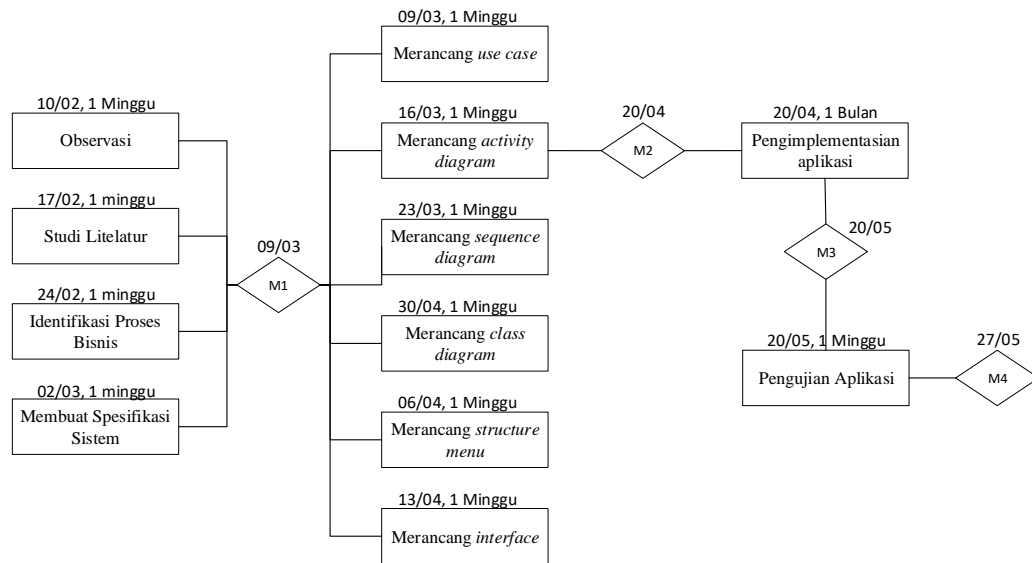 10/02, 1 Minggu
Observasi
17/02, 1 minggu
Studi Litelatur
24/02, 1 minggu
Identifikasi Proses
Bisnis
02/03, 1 minggu
Membuat Spesifikasi
Sistem
09/03
M1
09/03, 1 Minggu
Merancang use case
16/03, 1 Minggu
Merancang activity
diagram
23/03, 1 Minggu
Merancang sequence
diagram
30/04, 1 Minggu
Merancang class
diagram
06/04, 1 Minggu
Merancang structure
menu
13/04, 1 Minggu
Merancang interface
20/04
M2
20/04, 1 Bulan
Pengimplementasian
aplikasi
20/05
M3
20/05, 1 Minggu
Pengujian Aplikasi
27/05
M4